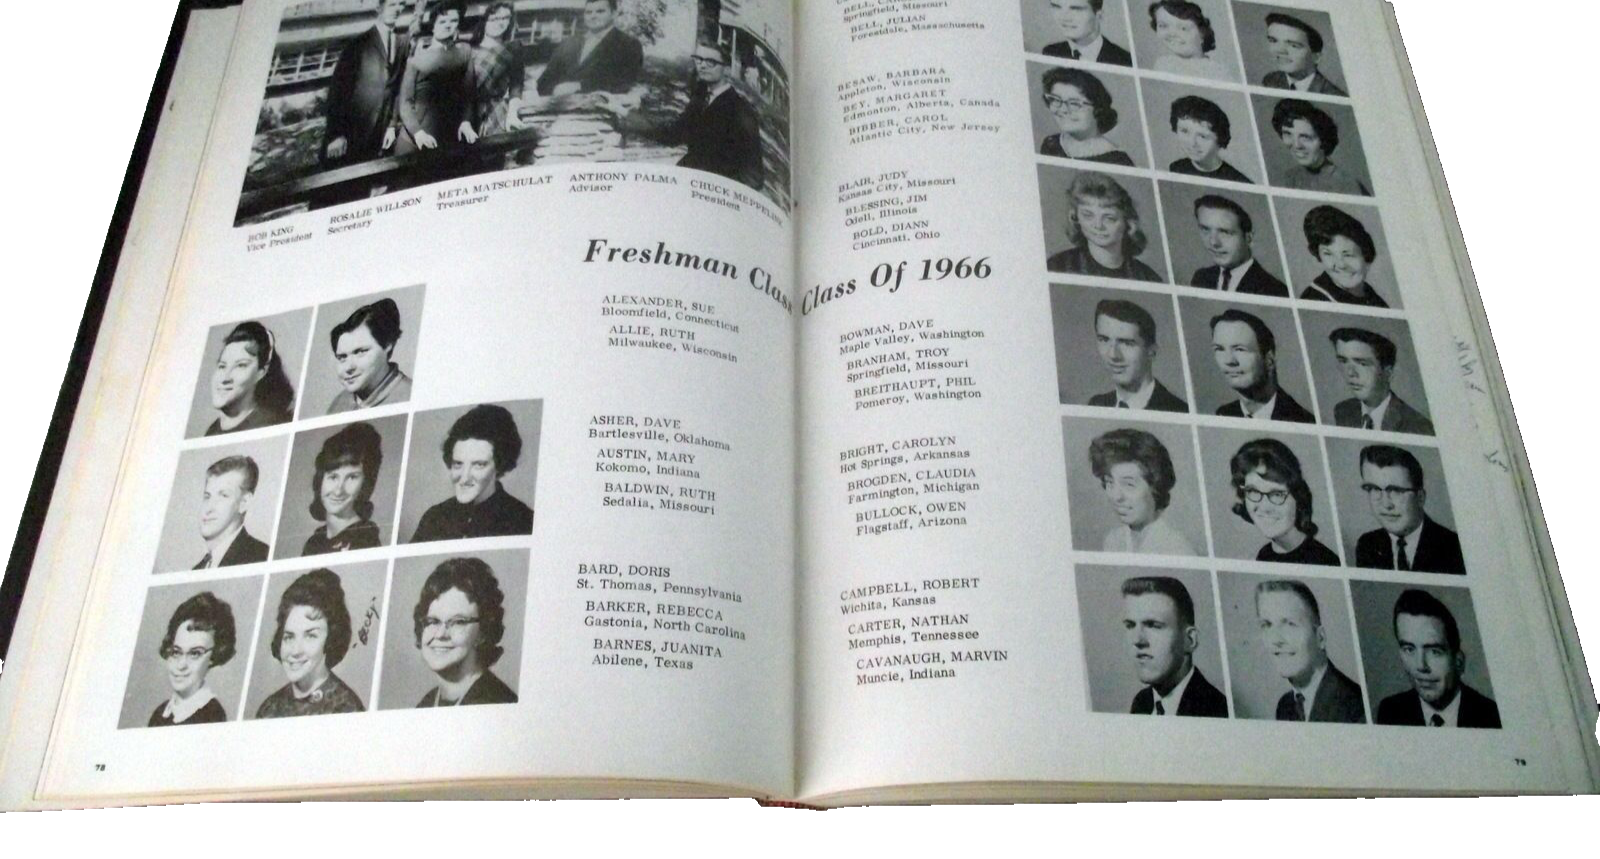 BOB KING
Vice President
ROSALIE WILLSON
Secretary
META MATSCHULAT
Treasurer
ANTHONY PALMA
Advisor
CHUCK
President
Freshman Class
ALEXANDER, SUE
Bloomfield, Connecticut
ALLIE, RUTH
Milwaukee, Wisconsin
ASHER, DAVE
Bartlesville, Oklahoma
AUSTIN, MARY
Kokomo, Indiana
BALDWIN, RUTH
Sedalia, Missouri
BARD, DORIS
St. Thomas, Pennsylvania
BARKER, REBECCA
Gastonia, North Carolina
BARNES, JUANITA
Abilene, Texas
Becky
78
BELL,
Springfield, Missouri
BELL, JULIAN
Forestdale, Massachusetts
BESAW, BARBARA
Appleton, Wisconsin
BEY, MARGARET
Edmonton, Alberta, Canada
BIBBER, CAROL
Atlantic City, New Jersey
BLAIR, JUDY
Kansas City, Missouri
BLESSING, JIM
Odell, Illinois
BOLD, DIANN
Cincinnati, Ohio
Class Of 1966
BOWMAN, DAVE
Maple Valley, Washington
BRANHAM, TROY
Springfield, Missouri
BREITHAUPT, PHIL
Pomeroy, Washington
BRIGHT, CAROLYN
Hot Springs, Arkansas
BROGDEN, CLAUDIA
Farmington, Michigan
BULLOCK, OWEN
Flagstaff, Arizona
CAMPBELL, ROBERT
Wichita, Kansas
CARTER, NATHAN
Memphis, Tennessee
CAVANAUGH, MARVIN
Muncie, Indiana
79